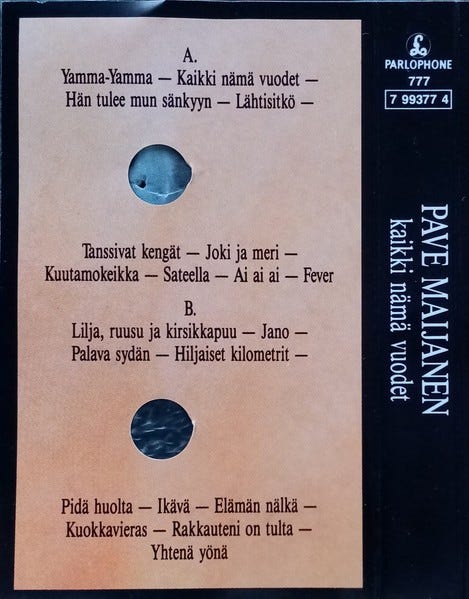 A.
Yamma-Yamma — Kaikki nämä vuodet —
Hän tulee mun sänkyyn — Lähtisitkö —
Tanssivat kengät — Joki ja meri —
Kuutamokeikka — Sateella — Ai ai ai — Fever
B.
Lilja, ruusu ja kirsikkapuu — Jano —
Palava sydän — Hiljaiset kilometrit —
Pidä huolta — Ikävä — Elämän nälkä —
Kuokkavieras — Rakkauteni on tulta —
Yhtenä yönä
PARLOPHONE
777
7 99377 4
PAVE MAIJANEN
kaikki nämä vuodet